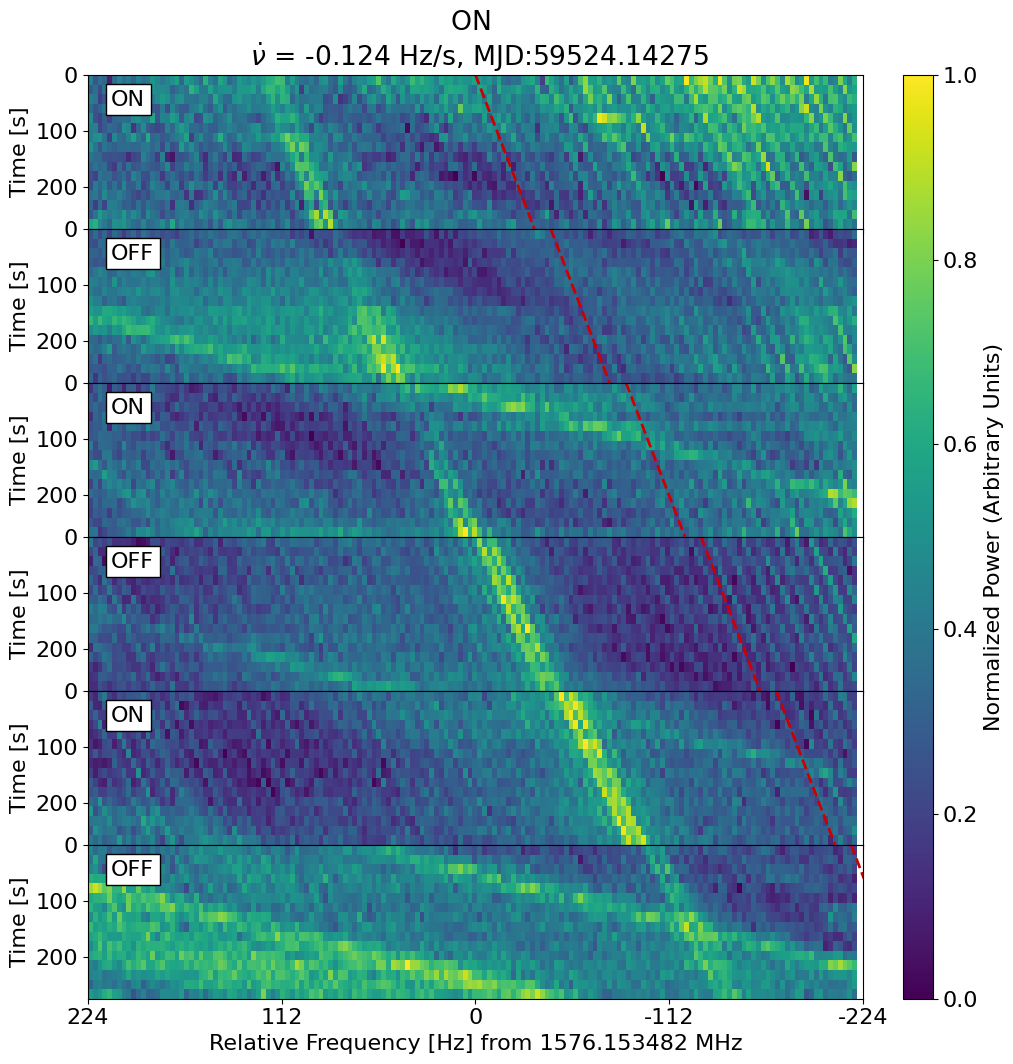 ON
ν̇ = -0.124 Hz/s, MJD:59524.14275
0
100
200
Time [s]
ON
0
100
200
Time [s]
OFF
0
100
200
Time [s]
ON
0
100
200
Time [s]
OFF
0
100
200
Time [s]
ON
0
100
200
Time [s]
OFF
224
112
0
-112
-224
Relative Frequency [Hz] from 1576.153482 MHz
1.0
0.8
0.6
0.4
0.2
0.0
Normalized Power (Arbitrary Units)